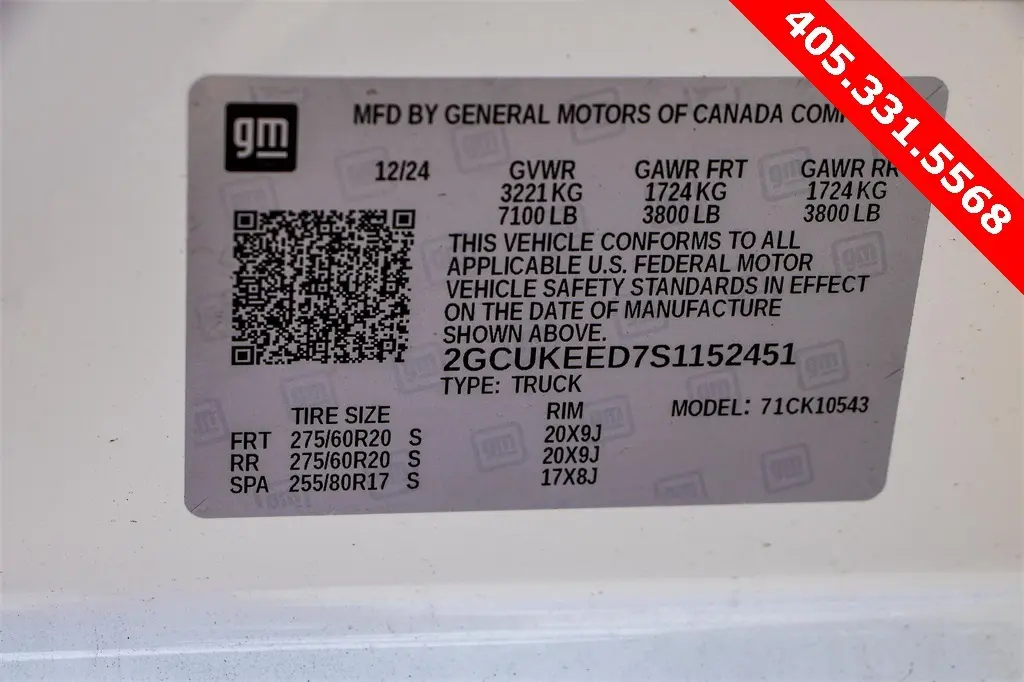 405.331.5568
gm
MFD BY GENERAL MOTORS OF CANADA
12/24 GVWR GAWR FRT GAWR RR
3221 KG 1724 KG 1724 KG
7100 LB 3800 LB 3800 LB
THIS VEHICLE CONFORMS TO ALL
APPLICABLE U.S. FEDERAL MOTOR
VEHICLE SAFETY STANDARDS IN EFFECT
ON THE DATE OF MANUFACTURE
SHOWN ABOVE.
2GCUKEED7S1152451
TYPE: TRUCK
TIRE SIZE RIM MODEL: 71CK10543
FRT 275/60R20 S 20X9J
RR 275/60R20 S 20X9J
SPA 255/80R17 S 17X8J